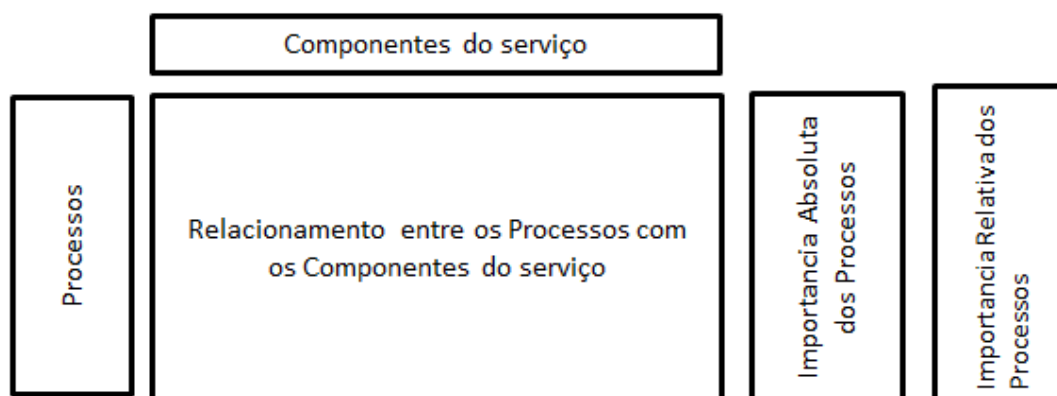 Componentes do serviço
Processos
Relacionamento entre os Processos com
os Componentes do serviço
Importancia Absoluta
dos Processos
Importancia Relativa dos
Processos